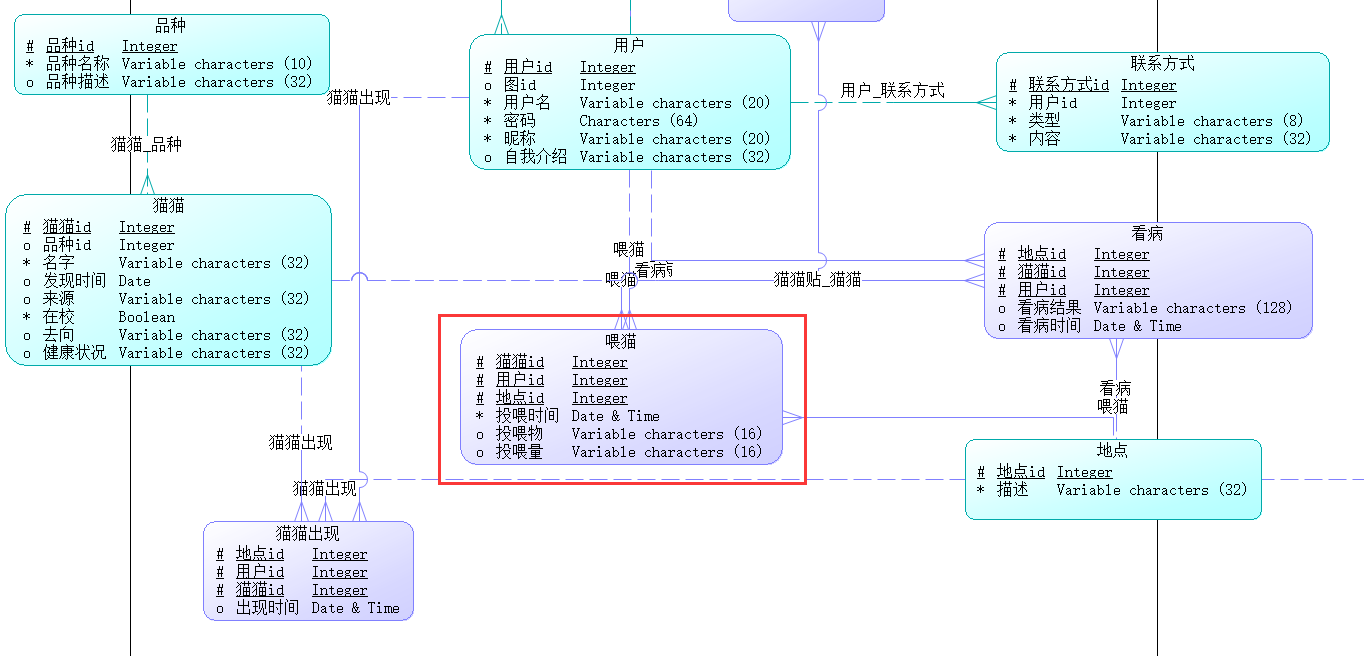 品种
# 品种id Integer
* 品种名称 Variable characters (10)
o 品种描述 Variable characters (32)
猫猫_品种
猫猫
# 猫猫id Integer
o 品种id Integer
* 名字 Variable characters (32)
o 发现时间 Date
o 来源 Variable characters (32)
* 在校 Boolean
o 去向 Variable characters (32)
o 健康状况 Variable characters (32)
猫猫出现
用户
# 用户id Integer
o 图id Integer
* 用户名 Variable characters (20)
* 密码 Characters (64)
* 昵称 Variable characters (20)
o 自我介绍 Variable characters (32)
用户_联系方式
联系方式
# 联系方式id Integer
* 用户id Integer
* 类型 Variable characters (8)
* 内容 Variable characters (32)
喂猫
看病
喂猫
猫猫贴_猫猫
看病
# 地点id Integer
# 猫猫id Integer
# 用户id Integer
o 看病结果 Variable characters (128)
o 看病时间 Date & Time
喂猫
# 猫猫id Integer
# 用户id Integer
# 地点id Integer
* 投喂时间 Date & Time
o 投喂物 Variable characters (16)
o 投喂量 Variable characters (16)
看病
喂猫
地点
# 地点id Integer
* 描述 Variable characters (32)
猫猫出现
猫猫出现
猫猫出现
# 地点id Integer
# 用户id Integer
# 猫猫id Integer
o 出现时间 Date & Time